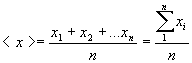 < x >= x₁ + x₂ + ...xₙ / n = ∑₁ⁿ xᵢ / n